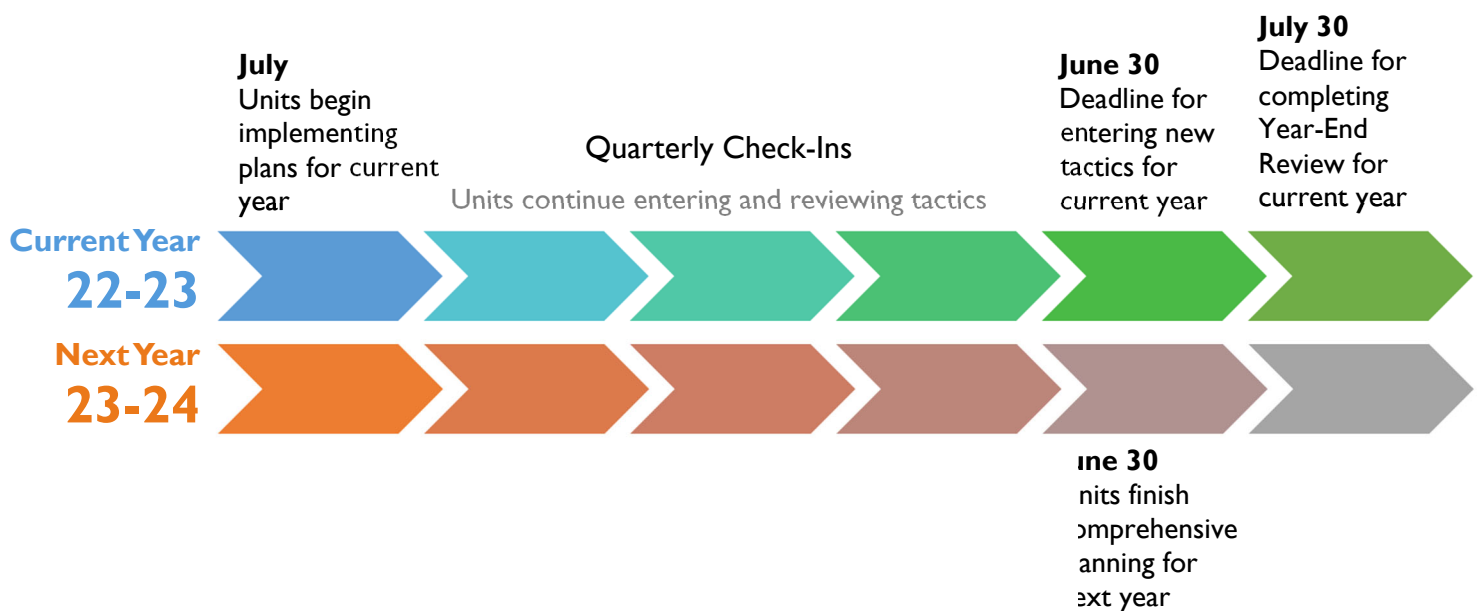 July
Units begin
implementing
plans for current
year
Quarterly Check-Ins
Units continue entering and reviewing tactics
June 30
Deadline for
entering new
tactics for
current year
July 30
Deadline for
completing
Year-End
Review for
current year
Current Year
22-23
Next Year
23-24
une 30
nits finish
omprehensive
anning for
ext year